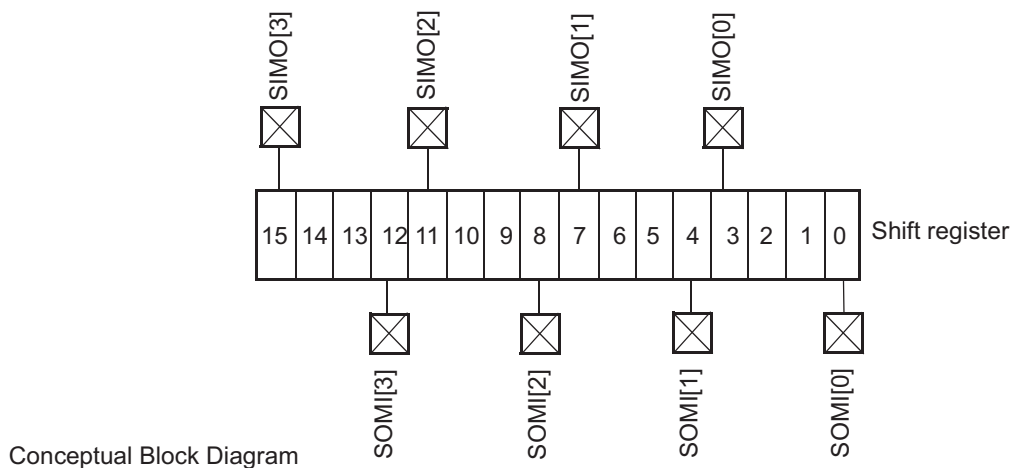 SIMO[3] SIMO[2] SIMO[1] SIMO[0]
15 14 13 12 11 10 9 8 7 6 5 4 3 2 1 0 Shift register
SOMI[3] SOMI[2] SOMI[1] SOMI[0]
Conceptual Block Diagram